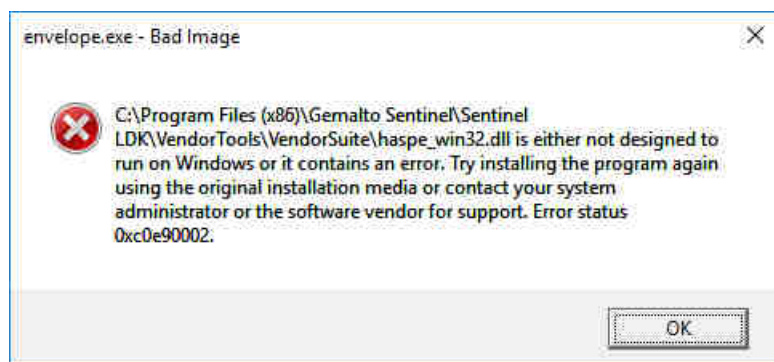 envelope.exe - Bad Image
C:\Program Files (x86)\Gemalto Sentinel\Sentinel
LDK\VendorTools\VendorSuite\haspe_win32.dll is either not designed to
run on Windows or it contains an error. Try installing the program again
using the original installation media or contact your system
administrator or the software vendor for support. Error status
0xc0e90002.
OK